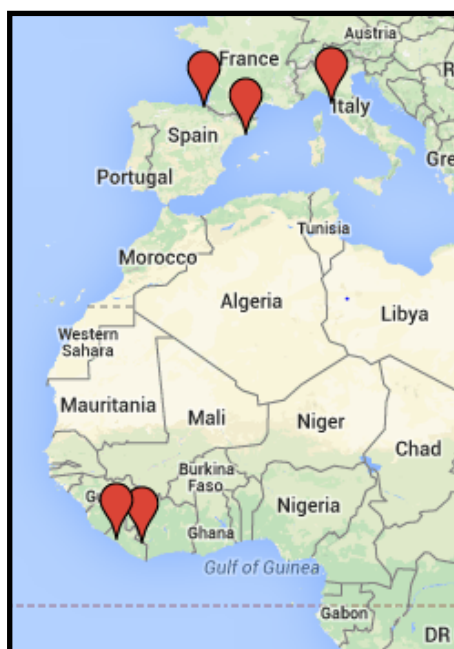 Austria
France
R
Italy
Spain
Gre
Portugal
Tunisia
Morocco
Algeria
Libya
Western
Sahara
Mauritania
Mali
Niger
Chad
Burkina
Faso
G
Nigeria
Ghana
Gulf of Guinea
Gabon
DR